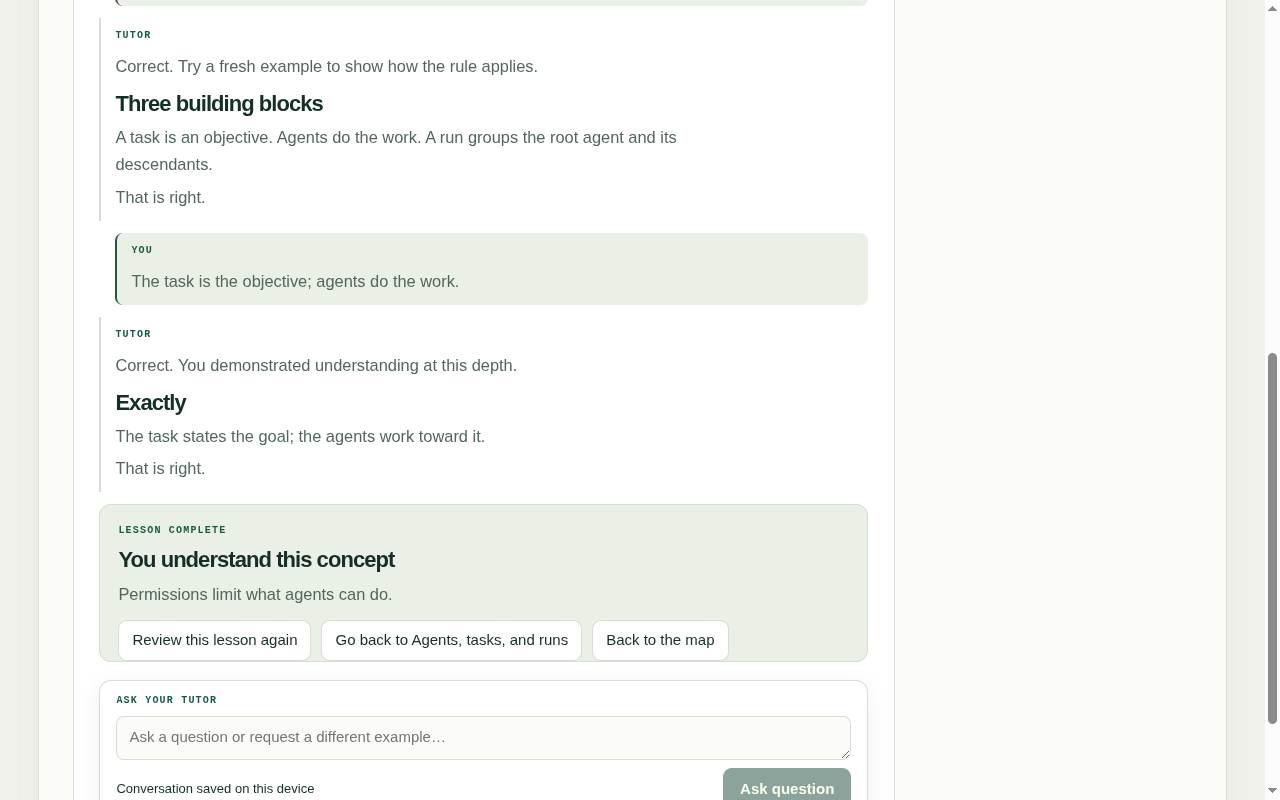 TUTOR
Correct. Try a fresh example to show how the rule applies.
Three building blocks
A task is an objective. Agents do the work. A run groups the root agent and its
descendants.
That is right.
YOU
The task is the objective; agents do the work.
TUTOR
Correct. You demonstrated understanding at this depth.
Exactly
The task states the goal; the agents work toward it.
That is right.
LESSON COMPLETE
You understand this concept
Permissions limit what agents can do.
Review this lesson again
Go back to Agents, tasks, and runs
Back to the map
ASK YOUR TUTOR
Ask a question or request a different example…
Conversation saved on this device
Ask question